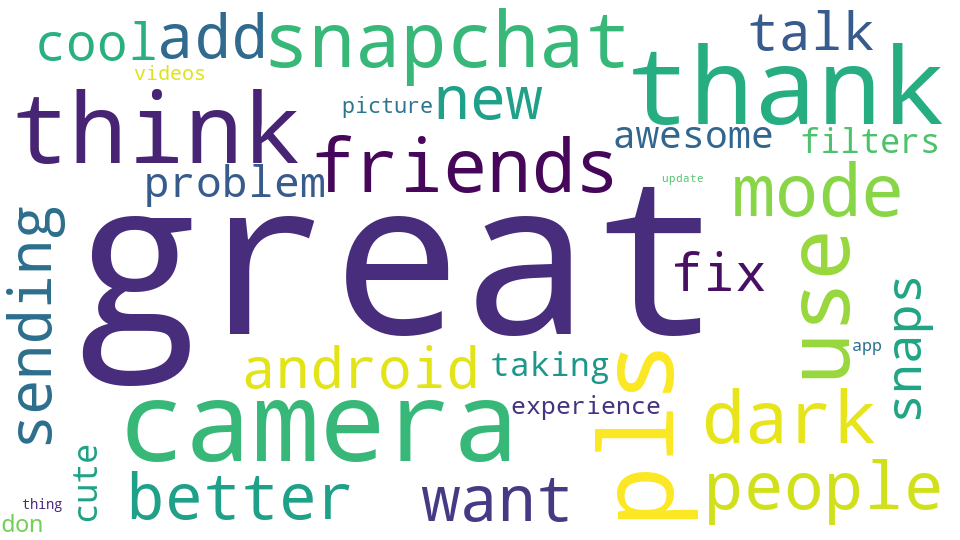 cool
add
snapchat
talk
videos
think
picture
new
thank
awesome
filters
problem
friends
update
mode
great
sending
fix
use
snaps
app
android
taking
pls
camera
experience
dark
better
want
people
cute
thing
don